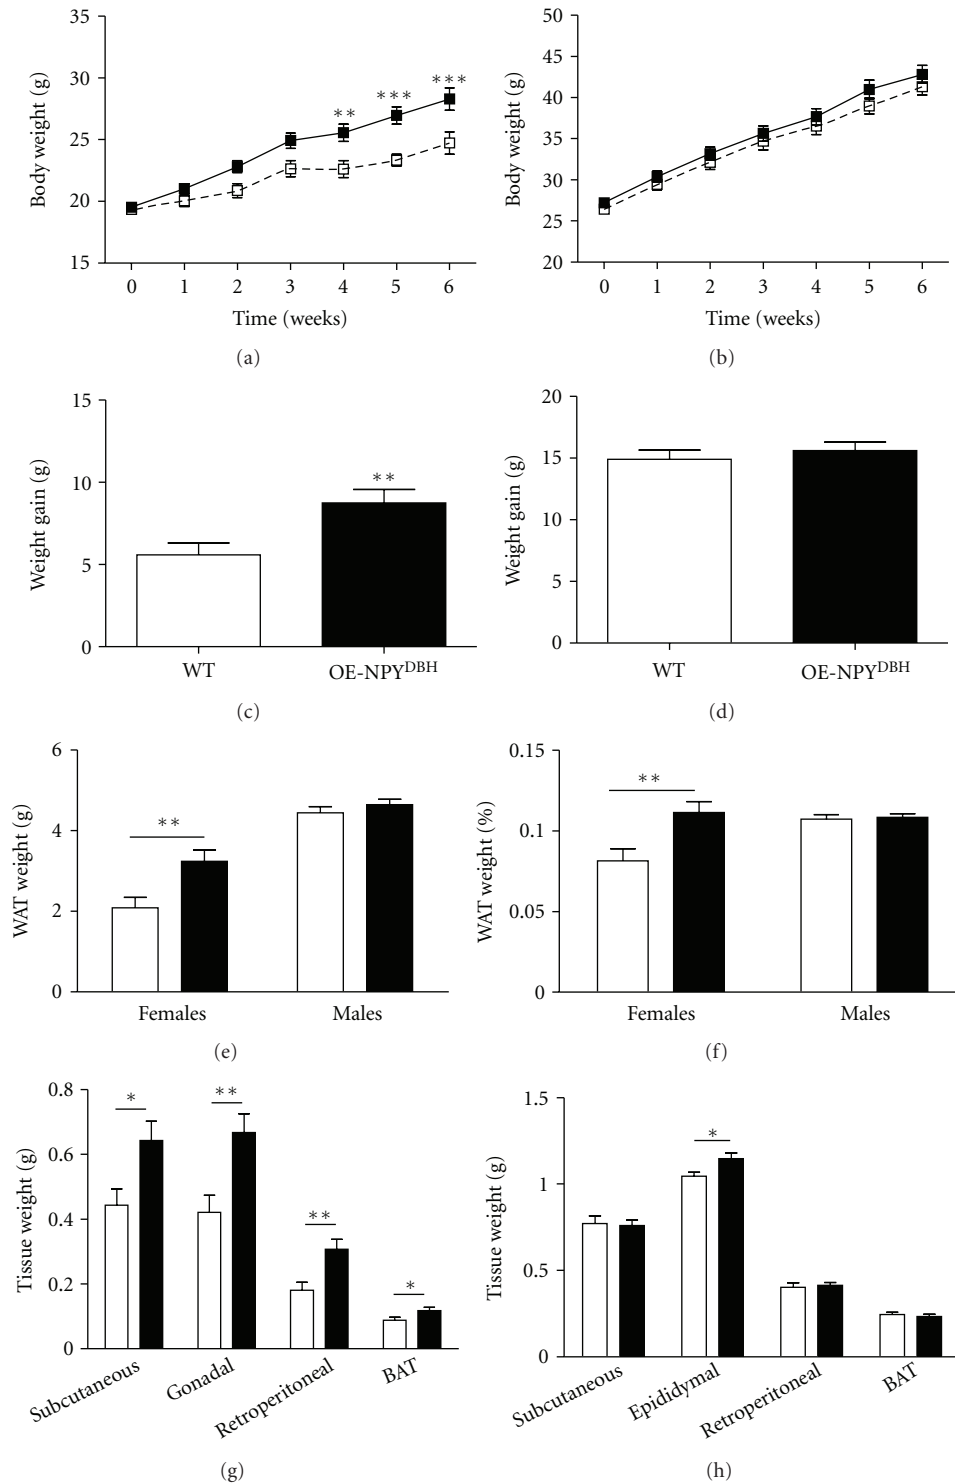 35
30
25
20
15
Body weight (g)
∗∗
∗∗∗
∗∗∗
0 1 2 3 4 5 6
Time (weeks)
(a)
50
45
40
35
30
25
20
Body weight (g)
0 1 2 3 4 5 6
Time (weeks)
(b)
15
10
5
0
Weight gain (g)
∗∗
WT OE-NPY^DBH
(c)
20
15
10
5
0
Weight gain (g)
WT OE-NPY^DBH
(d)
6
4
2
0
WAT weight (g)
∗∗
Females Males
(e)
0.15
0.1
0.05
0
WAT weight (%)
∗∗
Females Males
(f)
0.8
0.6
0.4
0.2
0
Tissue weight (g)
∗
∗∗
∗∗
∗
Subcutaneous
Gonadal
Retroperitoneal
BAT
(g)
1.5
1
0.5
0
Tissue weight (g)
∗
Subcutaneous
Epididymal
Retroperitoneal
BAT
(h)